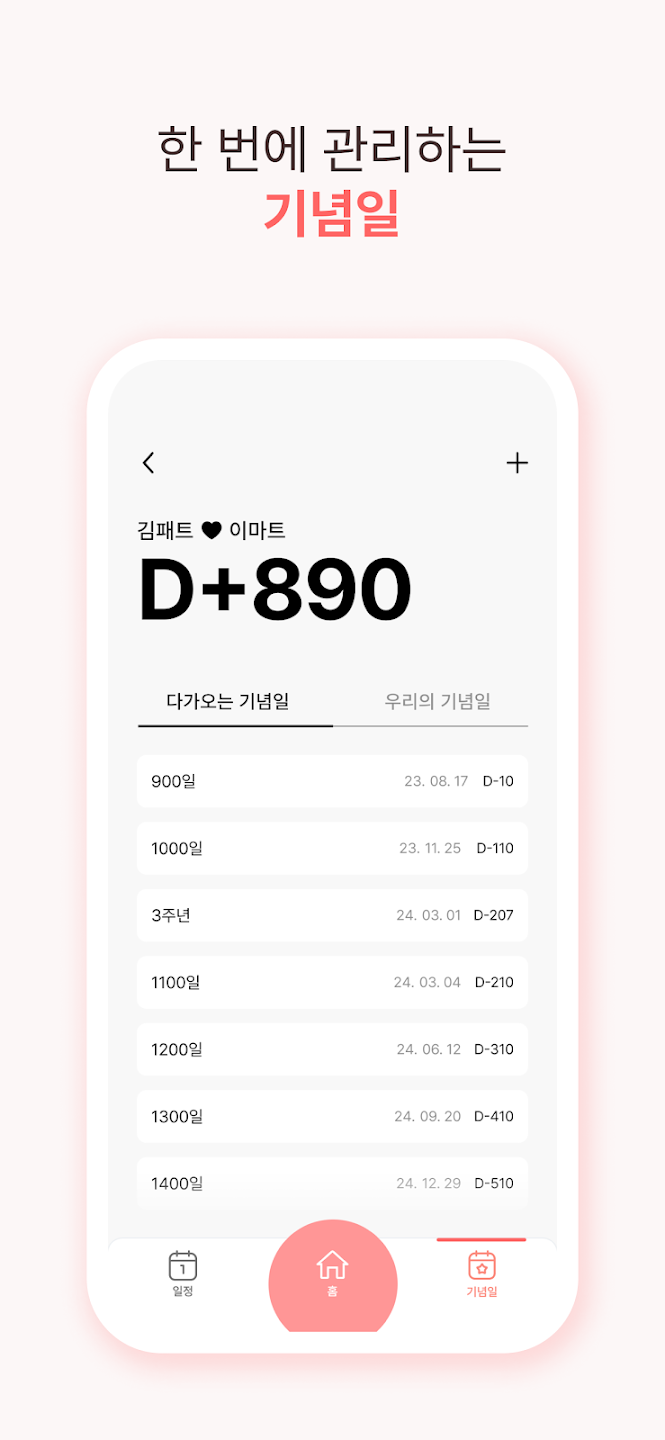 한 번에 관리하는
기념일
김패트 ♥ 이마트
D+890
다가오는 기념일 우리의 기념일
900일 23. 08. 17 D-10
1000일 23. 11. 25 D-110
3주년 24. 03. 01 D-207
1100일 24. 03. 04 D-210
1200일 24. 06. 12 D-310
1300일 24. 09. 20 D-410
1400일 24. 12. 29 D-510
1
일정 홈 기념일